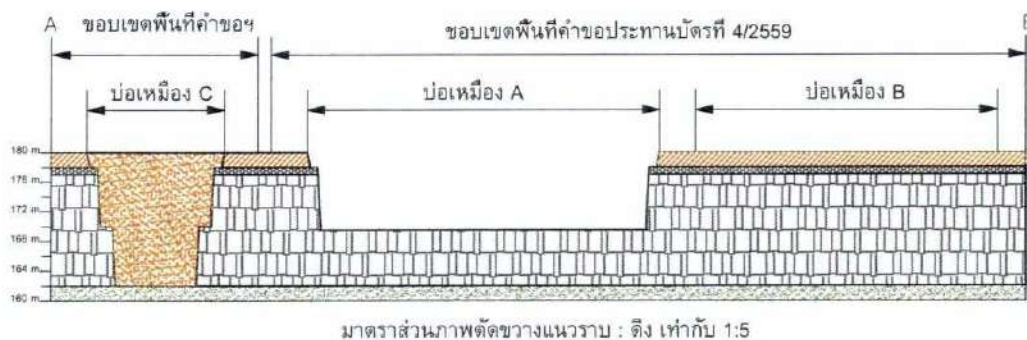 A
ขอบเขตพื้นที่คำขอฯ
ขอบเขตพื้นที่คำขอประทานบัตรที่ 4/2559
บ่อเหมือง C
บ่อเหมือง A
บ่อเหมือง B
180 m.
176 m.
172 m.
168 m.
164 m.
160 m.
มาตราส่วนภาพตัดขวางแนวราบ : ดิ่ง เท่ากับ 1:5